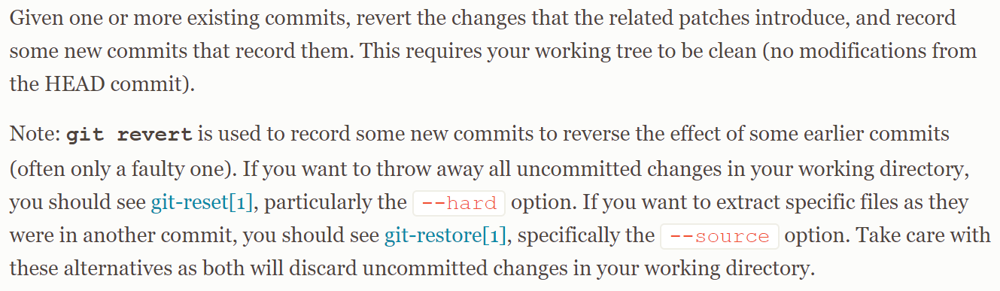 Given one or more existing commits, revert the changes that the related patches introduce, and record
some new commits that record them. This requires your working tree to be clean (no modifications from
the HEAD commit).
Note: git revert is used to record some new commits to reverse the effect of some earlier commits
(often only a faulty one). If you want to throw away all uncommitted changes in your working directory,
you should see git-reset[1], particularly the --hard option. If you want to extract specific files as they
were in another commit, you should see git-restore[1], specifically the --source option. Take care with
these alternatives as both will discard uncommitted changes in your working directory.